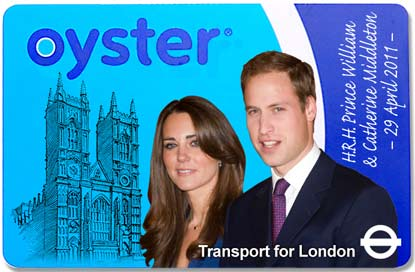 oyster®
H.R.H. Prince William
& Catherine Middleton
– 29 April 2011 –
Transport for London